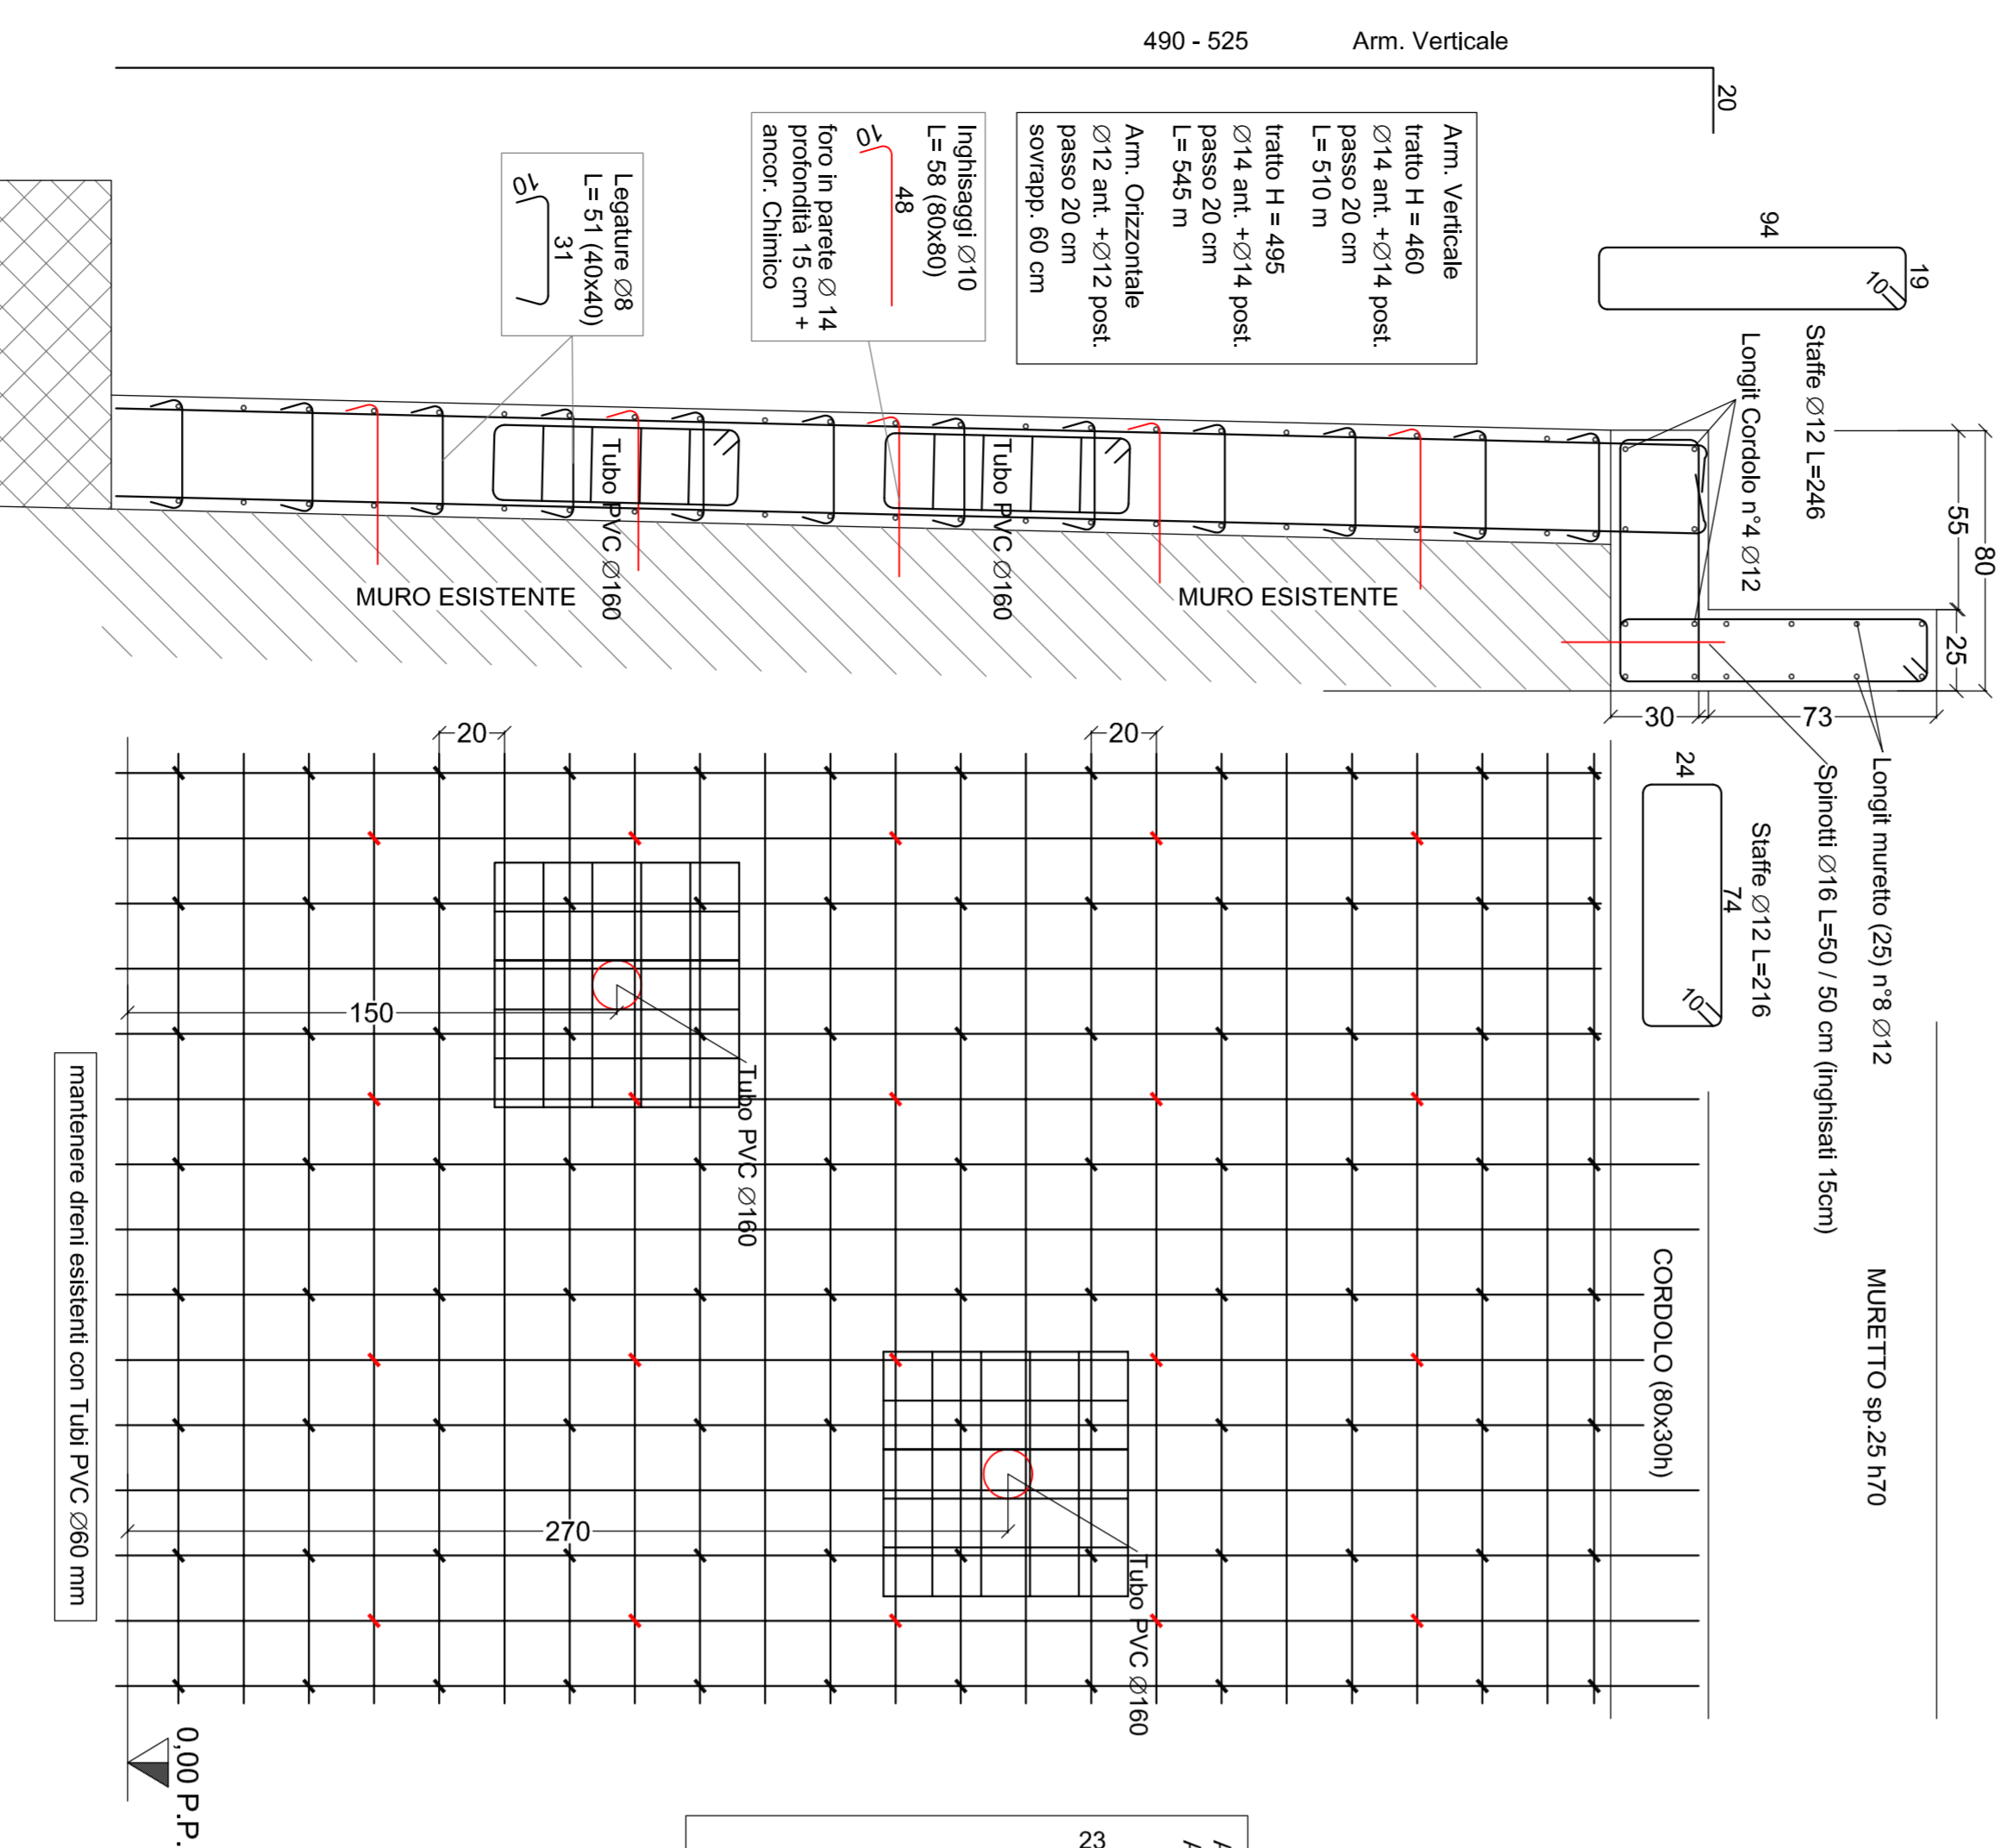 490 - 525
Arm. Verticale
20
Arm. Verticale
tratto H = 460
Ø14 ant. +Ø14 post.
passo 20 cm
L= 510 m
tratto H = 495
Ø14 ant. +Ø14 post.
passo 20 cm
L= 545 m
Arm. Orizzontale
Ø12 ant. +Ø12 post.
passo 20 cm
sovrapp. 60 cm
Inghisaggi Ø10
L= 58 (80x80)
48
10
foro in parete Ø 14
profondità 15 cm +
ancor. Chimico
Legature Ø8
L= 51 (40x40)
31
10
94
19
10
Staffe Ø12 L=246
Longit Cordolo n°4 Ø12
80
55
25
30
73
Tubo PVC Ø160
Tubo PVC Ø160
MURO ESISTENTE
MURO ESISTENTE
20
20
24
74
10
Staffe Ø12 L=216
Spinotti Ø16 L=50 / 50 cm (inghisati 15cm)
Longit muretto (25) n°8 Ø12
MURETTO sp.25 h70
CORDOLO (80x30h)
150
Tubo PVC Ø160
270
Tubo PVC Ø160
mantenere dreni esistenti con Tubi PVC Ø60 mm
0,00 P.P.
23